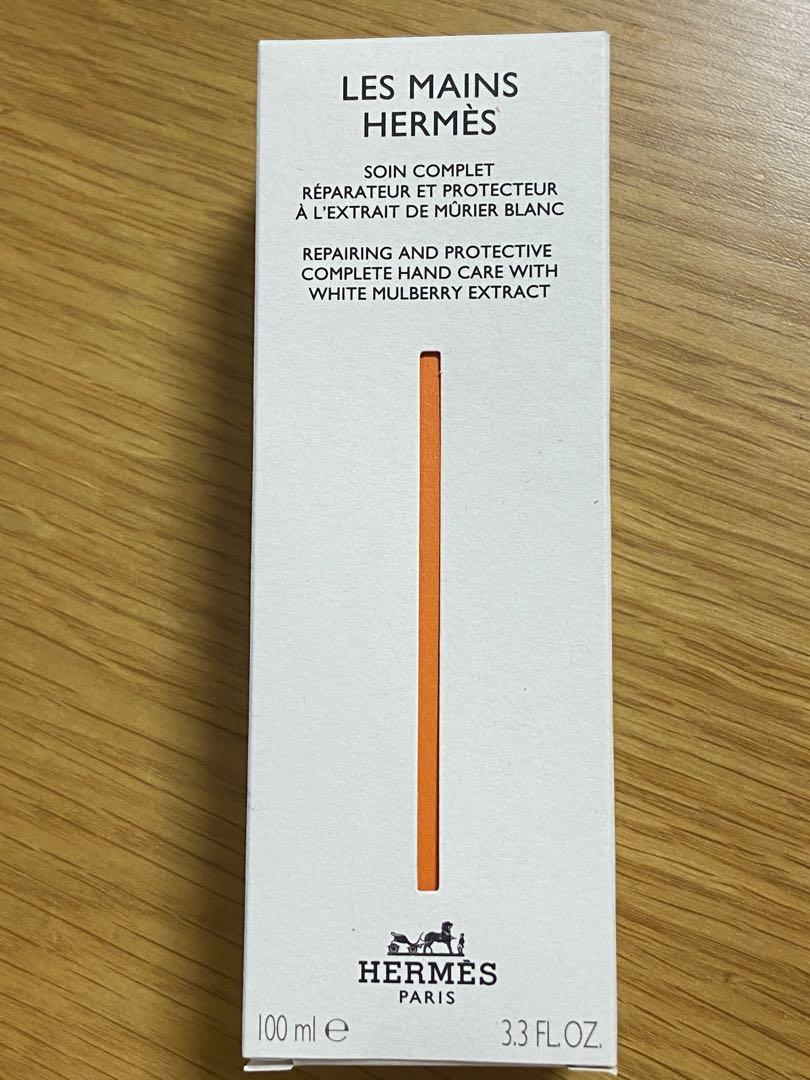 LES MAINS
HERMÈS
SOIN COMPLET
RÉPARATEUR ET PROTECTEUR
À L'EXTRAIT DE MÛRIER BLANC
REPAIRING AND PROTECTIVE
COMPLETE HAND CARE WITH
WHITE MULBERRY EXTRACT
HERMÈS
PARIS
100 ml ℮ 3.3 FL.OZ.